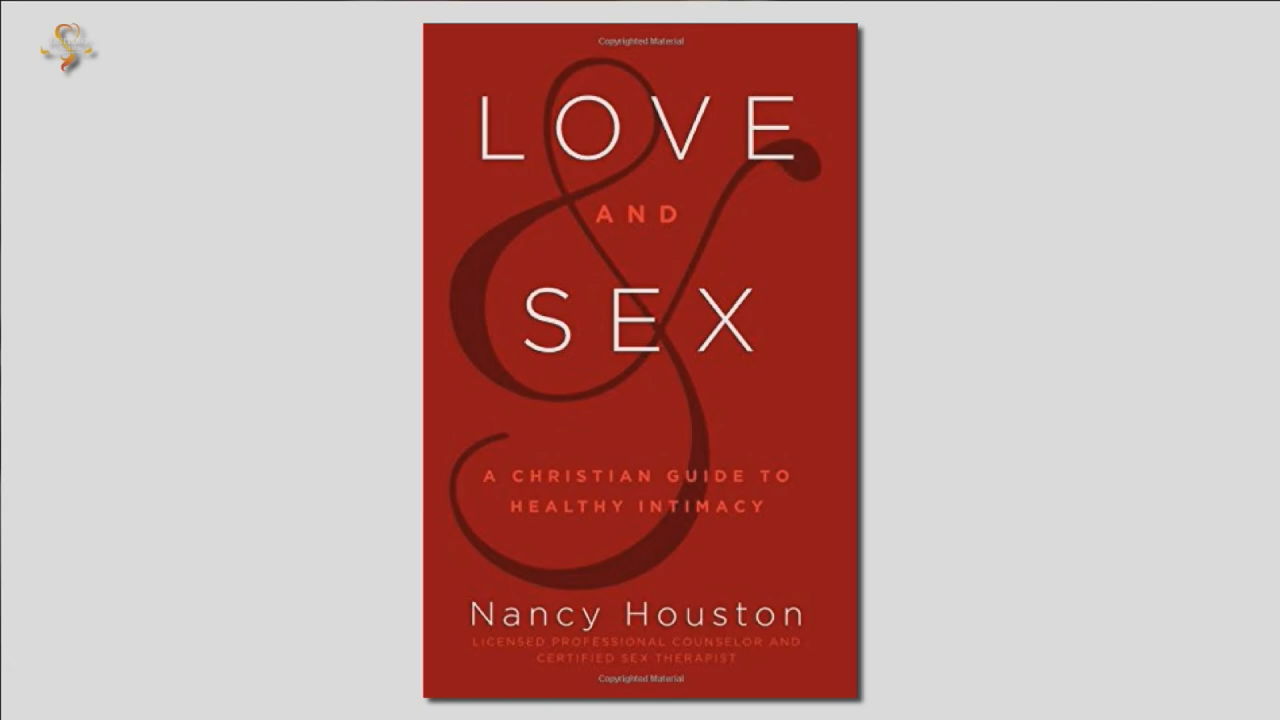 Copyrighted Material
LOVE
AND
SEX
A CHRISTIAN GUIDE TO
HEALTHY INTIMACY
Nancy Houston
LICENSED PROFESSIONAL COUNSELOR AND
CERTIFIED SEX THERAPIST
Copyrighted Material